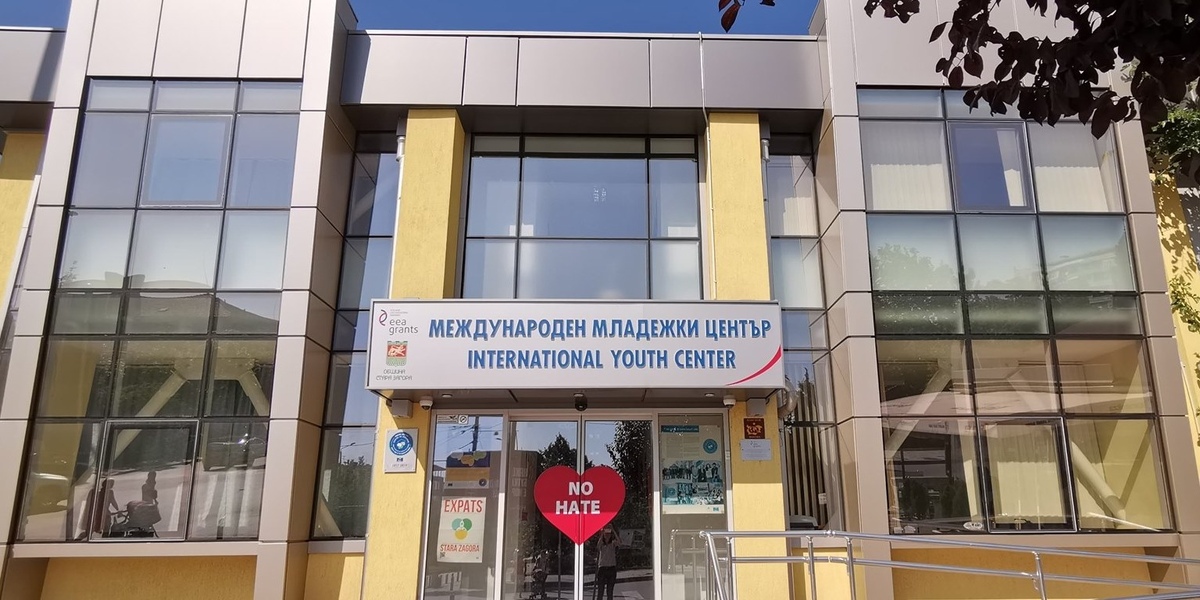 eea
grants
ОБЩИНА
СТАРА ЗАГОРА
МЕЖДУНАРОДЕН МЛАДЕЖКИ ЦЕНТЪР
INTERNATIONAL YOUTH CENTER
NO
HATE
EXPATS
STARA ZAGORA